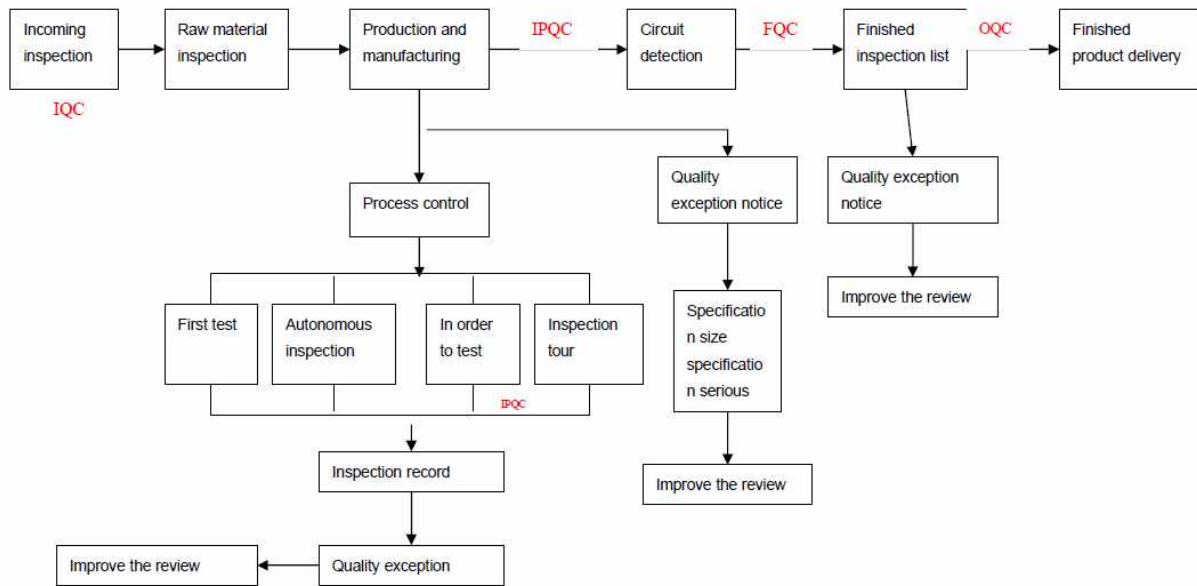 Incoming
inspection
Raw material
inspection
Production and
manufacturing
IPQC
Circuit
detection
FQC
Finished
inspection list
OQC
Finished
product delivery
IQC
Process control
Quality
exception notice
Quality exception
notice
Improve the review
First test
Autonomous
inspection
In order
to test
Inspection
tour
Specificatio
n size
specificatio
n serious
IPQC
Inspection record
Improve the review
Improve the review
Quality exception